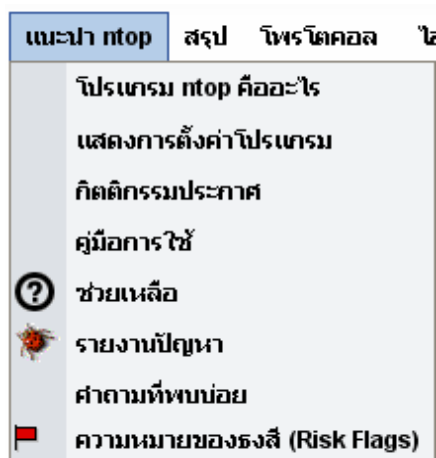 แนะนำ ntop สรุป โพรโตคอล
โปรแกรม ntop คืออะไร
แสดงการตั้งค่าโปรแกรม
กิตติกรรมประกาศ
คู่มือการใช้
ช่วยเหลือ
รายงานปัญหา
คำถามที่พบบ่อย
ความหมายของธงสี (Risk Flags)